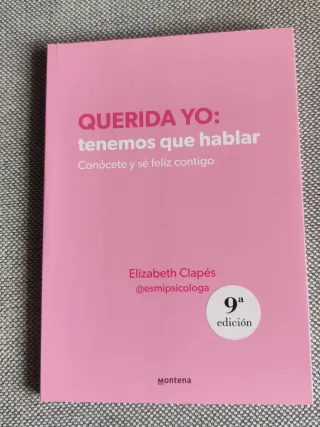 QUERIDA YO:
tenemos que hablar
Conócete y sé feliz contigo
Elizabeth Clapés
@esmipsicologa
9ª
edición
Montena